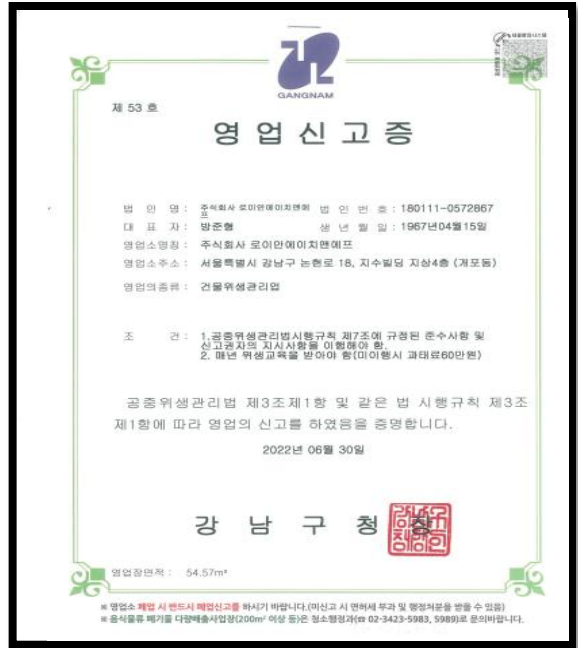 GANGNAM
제 53 호
영업신고증
법 인 명 : 주식회사 로이안에이치앤에프 법 인 번 호 : 180111-0572867
대 표 자 : 방준형 생 년 월 일 : 1967년04월15일
영업소명칭 : 주식회사 로이안에이치앤에프
영업소주소 : 서울특별시 강남구 논현로 18, 지수빌딩 지상4층 (개포동)
영업의종류 : 건물위생관리업
조 건 : 1.공중위생관리법시행규칙 제7조에 규정된 준수사항 및
신고권자의 지시사항을 이행해야 함.
2. 매년 위생교육을 받아야 함(미이행시 과태료60만원)
공중위생관리법 제3조제1항 및 같은 법 시행규칙 제3조
제1항에 따라 영업의 신고를 하였음을 증명합니다.
2022년 06월 30일
강 남 구 청 장
영업장면적 : 54.57m²
※ 영업소 폐업 시 반드시 폐업신고를 하시기 바랍니다.(미신고 시 면허세 부과 및 행정처분을 받을 수 있음)
※ 음식물류 폐기물 다량배출사업장(200m² 이상 등)은 청소행정과(☎ 02-3423-5983, 5989)로 문의바랍니다.